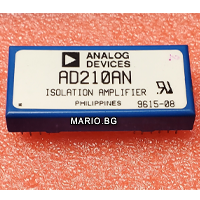 ANALOG
DEVICES
AD210AN
ISOLATION AMPLIFIER
PHILIPPINES
9615-08
MARIO.BG